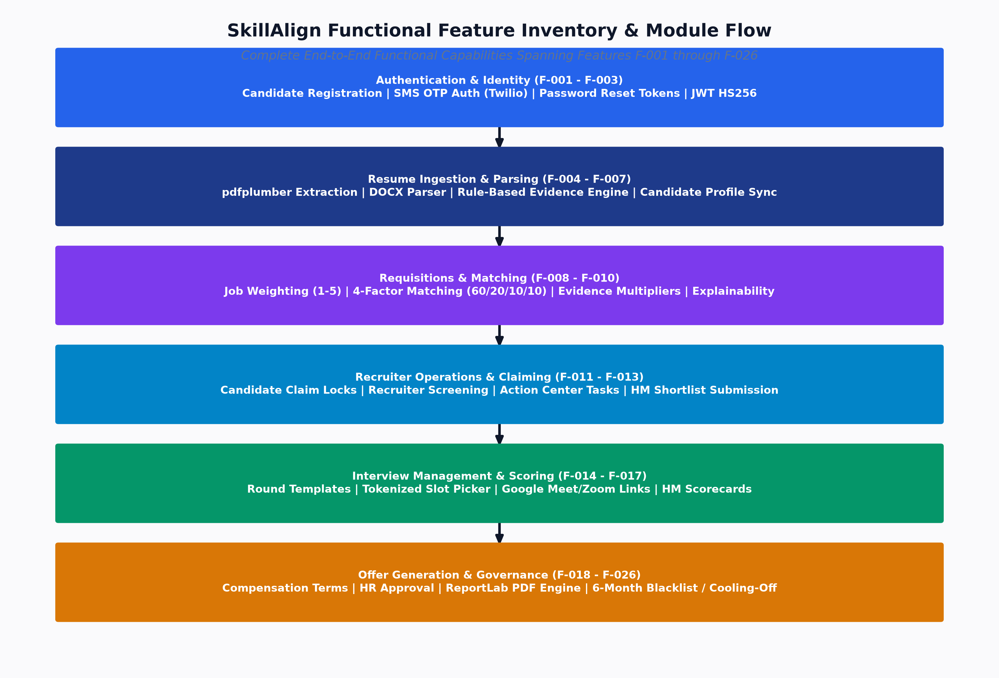 SkillAlign Functional Feature Inventory & Module Flow
Complete End-to-End Functional Capabilities Spanning Features F-001 through F-026
Authentication & Identity (F-001 - F-003)
Candidate Registration | SMS OTP Auth (Twilio) | Password Reset Tokens | JWT HS256
Resume Ingestion & Parsing (F-004 - F-007)
pdfplumber Extraction | DOCX Parser | Rule-Based Evidence Engine | Candidate Profile Sync
Requisitions & Matching (F-008 - F-010)
Job Weighting (1-5) | 4-Factor Matching (60/20/10/10) | Evidence Multipliers | Explainability
Recruiter Operations & Claiming (F-011 - F-013)
Candidate Claim Locks | Recruiter Screening | Action Center Tasks | HM Shortlist Submission
Interview Management & Scoring (F-014 - F-017)
Round Templates | Tokenized Slot Picker | Google Meet/Zoom Links | HM Scorecards
Offer Generation & Governance (F-018 - F-026)
Compensation Terms | HR Approval | ReportLab PDF Engine | 6-Month Blacklist / Cooling-Off